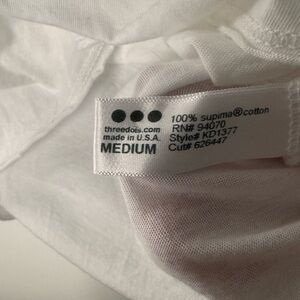 threedots.com
made in U.S.A.
MEDIUM
100% supima®cotton
RN# 94070
Style# KD1377
Cut# 626447